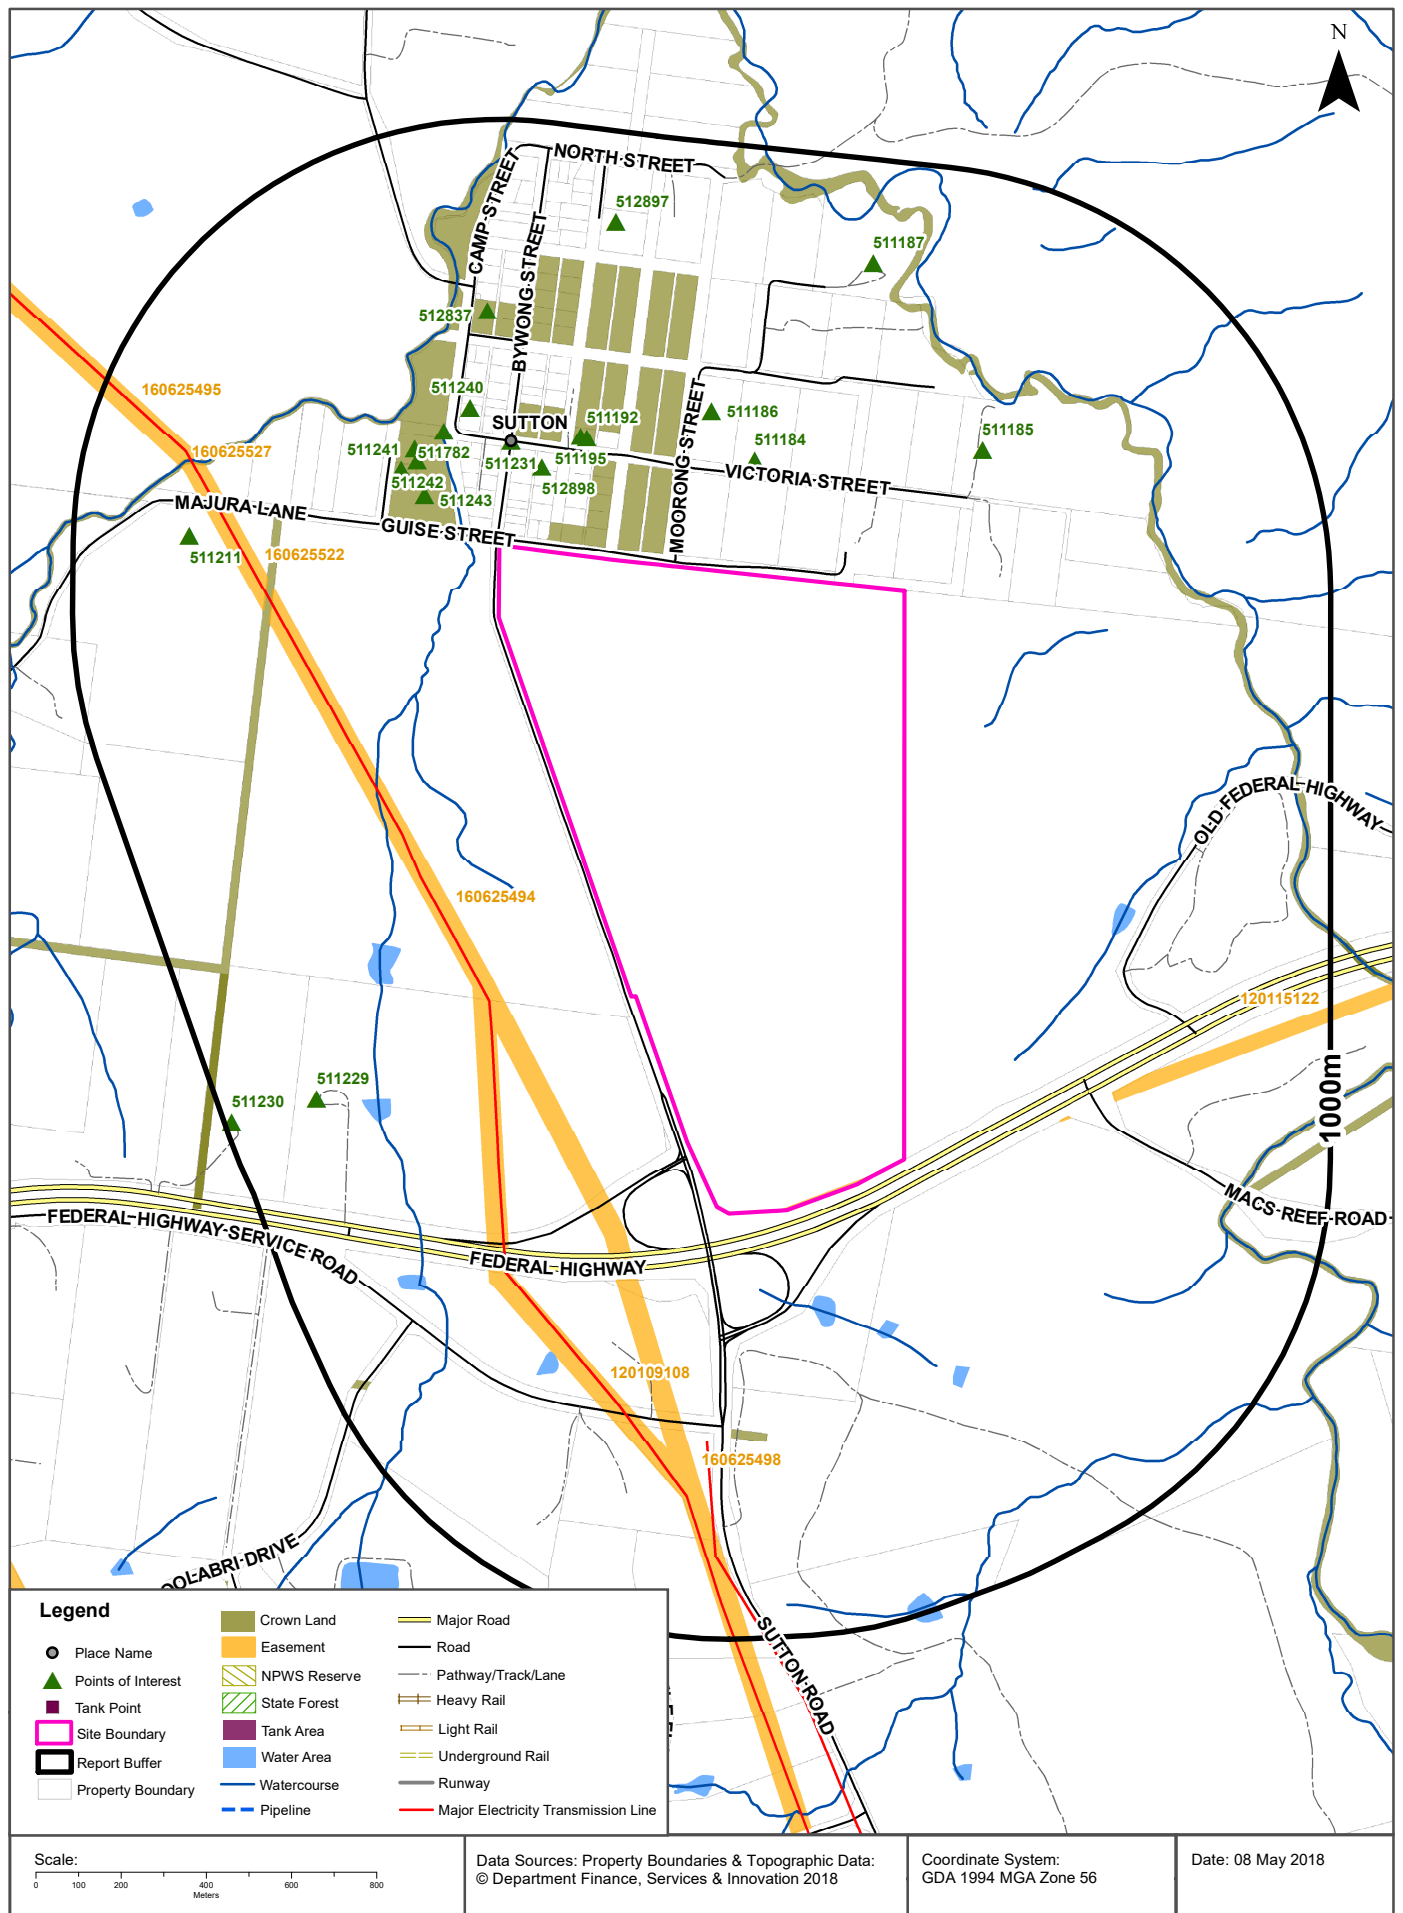 N
NORTH STREET
CAMP STREET
BYWONG STREET
512897
511187
512837
160625495
511240
SUTTON
511192
511186
511184
511185
MOORONG STREET
160625527
511241
511782
511231
511195
VICTORIA STREET
511242
512898
511243
MAJURA LANE
GUISE STREET
511211
160625522
OLD FEDERAL HIGHWAY
160625494
120115122
1000m
511229
511230
MACS REEF ROAD
FEDERAL HIGHWAY SERVICE ROAD
FEDERAL HIGHWAY
120109108
160625498
OOLABRI DRIVE
SUTTON ROAD
Legend
Place Name
Points of Interest
Tank Point
Site Boundary
Report Buffer
Property Boundary
Crown Land
Easement
NPWS Reserve
State Forest
Tank Area
Water Area
Watercourse
Pipeline
Major Road
Road
Pathway/Track/Lane
Heavy Rail
Light Rail
Underground Rail
Runway
Major Electricity Transmission Line
Scale:
0 100 200 400 600 800
Meters
Data Sources: Property Boundaries & Topographic Data:
© Department Finance, Services & Innovation 2018
Coordinate System:
GDA 1994 MGA Zone 56
Date: 08 May 2018